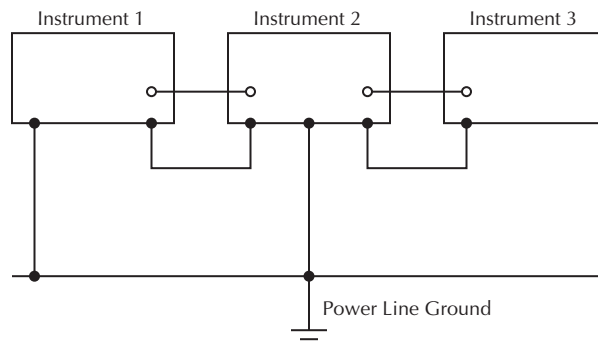 Instrument 1
Instrument 2
Instrument 3
Power Line Ground